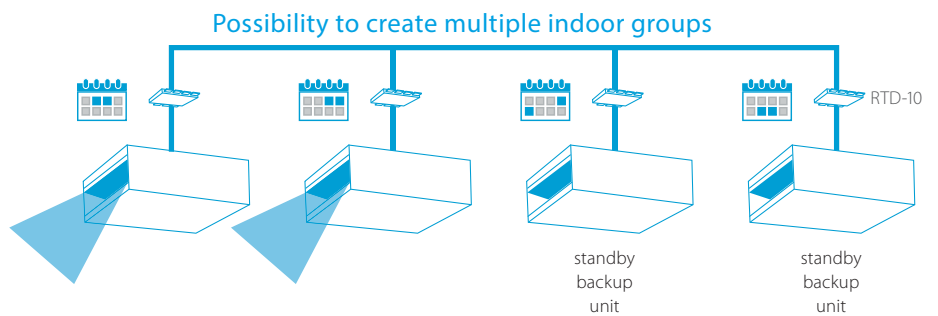 Possibility to create multiple indoor groups
RTD-10
standby
backup
unit
standby
backup
unit